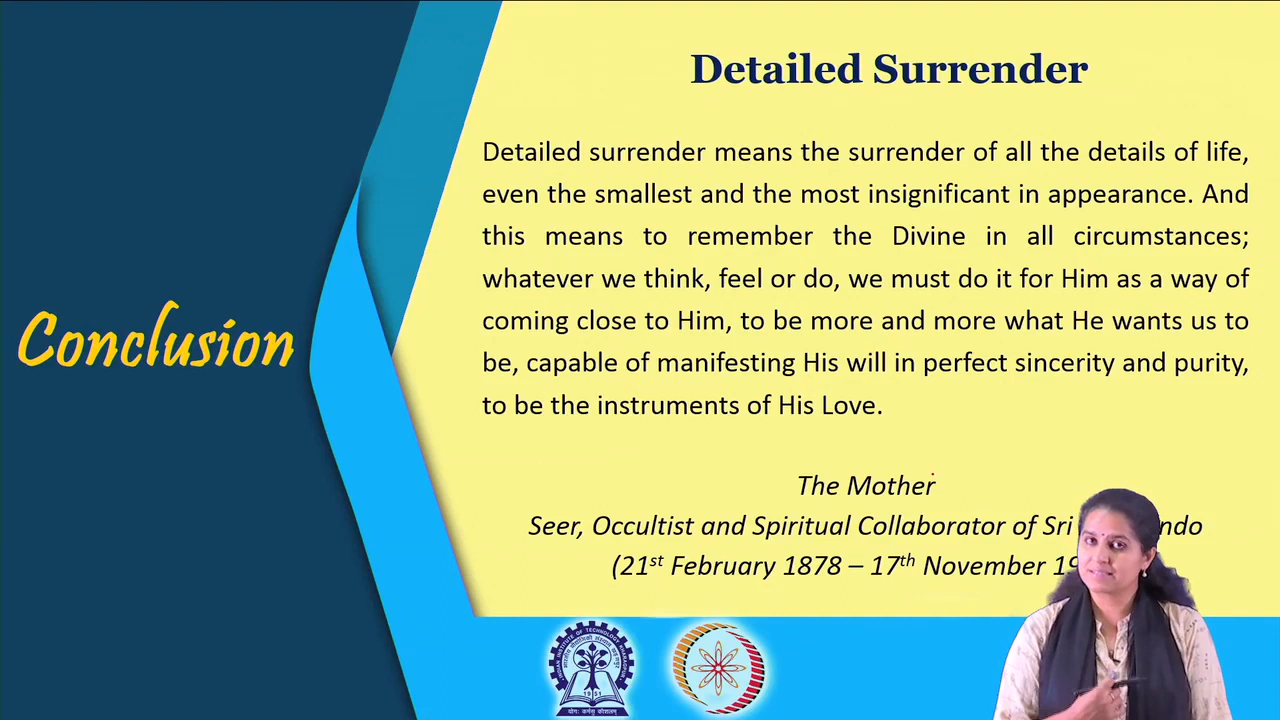 Detailed Surrender
Detailed surrender means the surrender of all the details of life,
even the smallest and the most insignificant in appearance. And
this means to remember the Divine in all circumstances;
whatever we think, feel or do, we must do it for Him as a way of
coming close to Him, to be more and more what He wants us to
be, capable of manifesting His will in perfect sincerity and purity,
to be the instruments of His Love.
Conclusion
The Mother
Seer, Occultist and Spiritual Collaborator of Sri
(21st February 1878 – 17th November
योगः कर्मसु कौशलम्